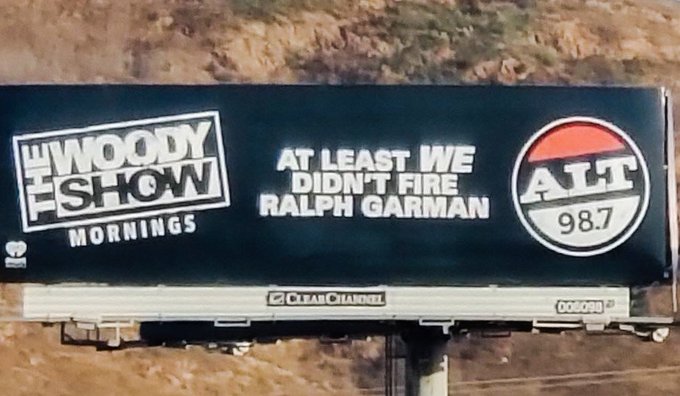 THE WOODY
SHOW
MORNINGS
AT LEAST WE
DIDN'T FIRE
RALPH GARMAN
ALT
98.7
CLEAR CHANNEL